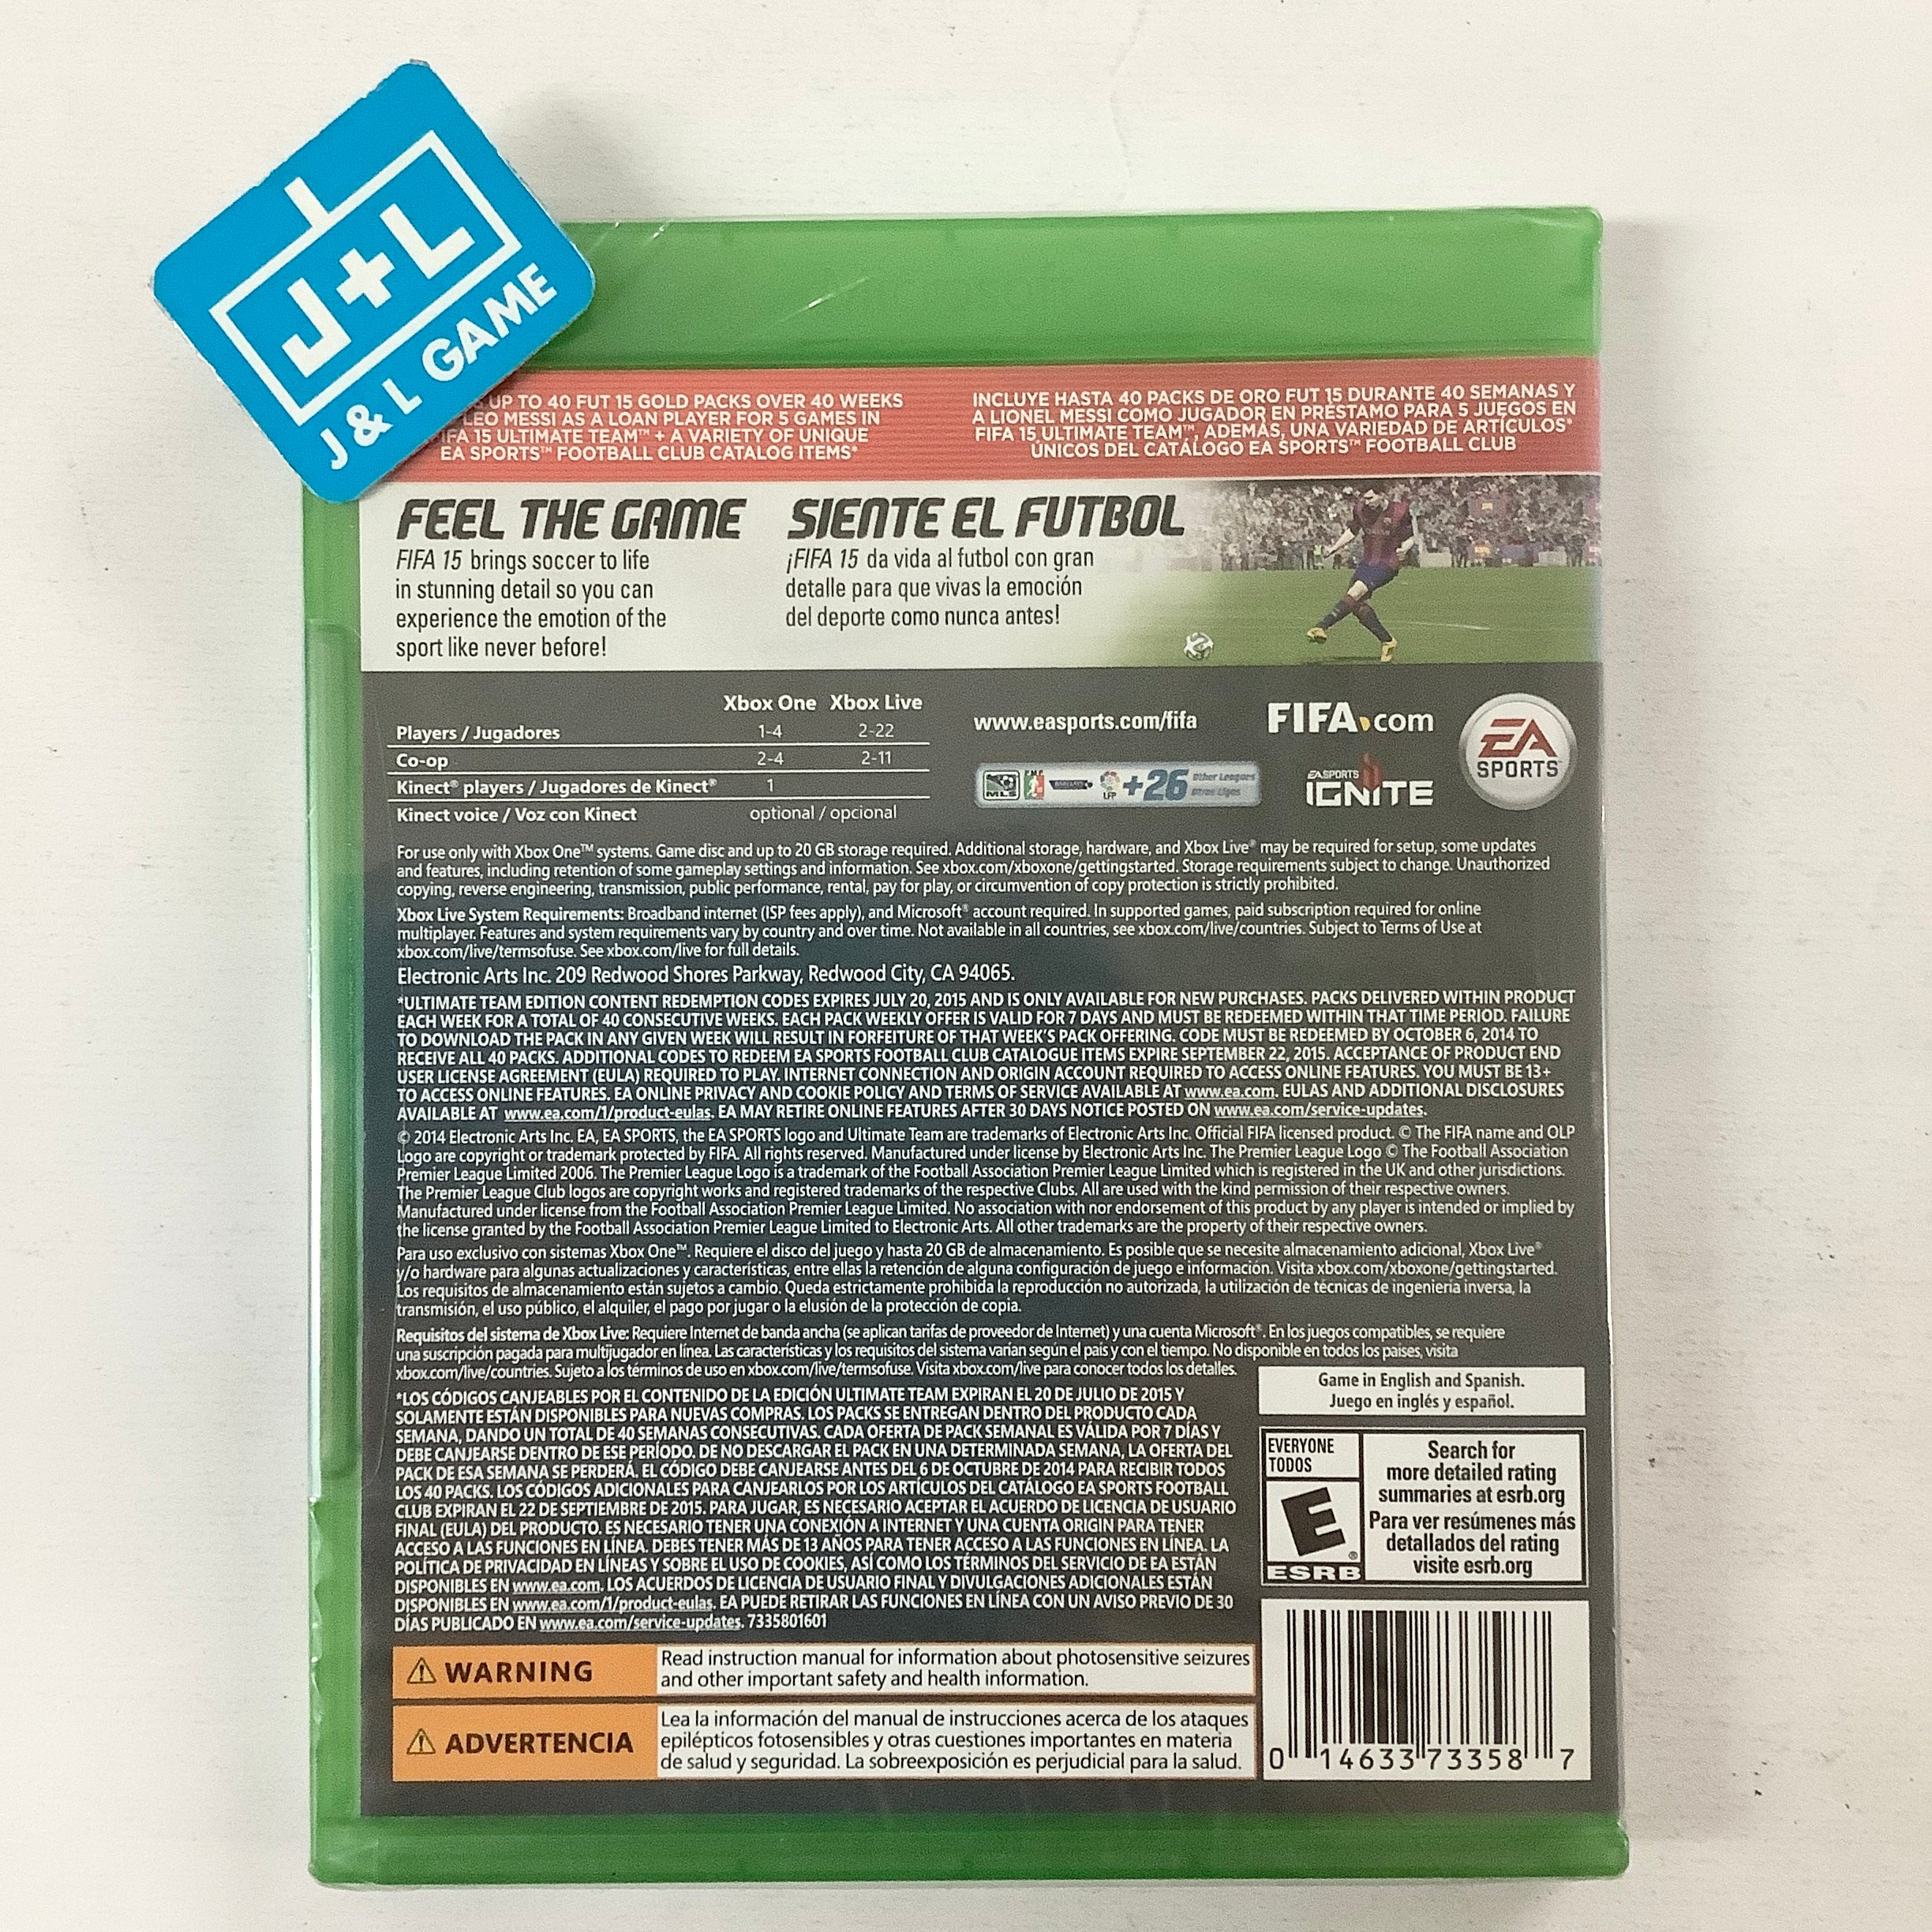 J+L
J & L GAME
UP TO 40 FUT 15 GOLD PACKS OVER 40 WEEKS
LEO MESSI AS A LOAN PLAYER FOR 5 GAMES IN
FA 15 ULTIMATE TEAM™ + A VARIETY OF UNIQUE
EA SPORTS™ FOOTBALL CLUB CATALOG ITEMS*
INCLUYE HASTA 40 PACKS DE ORO FUT 15 DURANTE 40 SEMANAS Y
A LIONEL MESSI COMO JUGADOR EN PRÉSTAMO PARA 5 JUEGOS EN
FIFA 15 ULTIMATE TEAM™, ADEMÁS, UNA VARIEDAD DE ARTÍCULOS*
ÚNICOS DEL CATÁLOGO EA SPORTS™ FOOTBALL CLUB
FEEL THE GAME
FIFA 15 brings soccer to life
in stunning detail so you can
experience the emotion of the
sport like never before!
SIENTE EL FUTBOL
¡FIFA 15 da vida al futbol con gran
detalle para que vivas la emoción
del deporte como nunca antes!
Xbox One Xbox Live
Players / Jugadores 1-4 2-22
Co-op 2-4 2-11
Kinect® players / Jugadores de Kinect® 1
Kinect voice / Voz con Kinect optional / opcional
www.easports.com/fifa
FIFA.com
EA SPORTS
MLS LFP +26 Other Leagues
Otras Ligas
EA SPORTS
IGNITE
For use only with Xbox One™ systems. Game disc and up to 20 GB storage required. Additional storage, hardware, and Xbox Live® may be required for setup, some updates
and features, including retention of some gameplay settings and information. See xbox.com/xboxone/gettingstarted. Storage requirements subject to change. Unauthorized
copying, reverse engineering, transmission, public performance, rental, pay for play, or circumvention of copy protection is strictly prohibited.
Xbox Live System Requirements: Broadband internet (ISP fees apply), and Microsoft® account required. In supported games, paid subscription required for online
multiplayer. Features and system requirements vary by country and over time. Not available in all countries, see xbox.com/live/countries. Subject to Terms of Use at
xbox.com/live/termsofuse. See xbox.com/live for full details.
Electronic Arts Inc. 209 Redwood Shores Parkway, Redwood City, CA 94065.
*ULTIMATE TEAM EDITION CONTENT REDEMPTION CODES EXPIRES JULY 20, 2015 AND IS ONLY AVAILABLE FOR NEW PURCHASES. PACKS DELIVERED WITHIN PRODUCT
EACH WEEK FOR A TOTAL OF 40 CONSECUTIVE WEEKS. EACH PACK WEEKLY OFFER IS VALID FOR 7 DAYS AND MUST BE REDEEMED WITHIN THAT TIME PERIOD. FAILURE
TO DOWNLOAD THE PACK IN ANY GIVEN WEEK WILL RESULT IN FORFEITURE OF THAT WEEK'S PACK OFFERING. CODE MUST BE REDEEMED BY OCTOBER 6, 2014 TO
RECEIVE ALL 40 PACKS. ADDITIONAL CODES TO REDEEM EA SPORTS FOOTBALL CLUB CATALOGUE ITEMS EXPIRE SEPTEMBER 22, 2015. ACCEPTANCE OF PRODUCT END
USER LICENSE AGREEMENT (EULA) REQUIRED TO PLAY. INTERNET CONNECTION AND ORIGIN ACCOUNT REQUIRED TO ACCESS ONLINE FEATURES. YOU MUST BE 13+
TO ACCESS ONLINE FEATURES. EA ONLINE PRIVACY AND COOKIE POLICY AND TERMS OF SERVICE AVAILABLE AT www.ea.com. EULAS AND ADDITIONAL DISCLOSURES
AVAILABLE AT www.ea.com/1/product-eulas. EA MAY RETIRE ONLINE FEATURES AFTER 30 DAYS NOTICE POSTED ON www.ea.com/service-updates.
© 2014 Electronic Arts Inc. EA, EA SPORTS, the EA SPORTS logo and Ultimate Team are trademarks of Electronic Arts Inc. Official FIFA licensed product. © The FIFA name and OLP
Logo are copyright or trademark protected by FIFA. All rights reserved. Manufactured under license by Electronic Arts Inc. The Premier League Logo © The Football Association
Premier League Limited 2006. The Premier League Logo is a trademark of the Football Association Premier League Limited which is registered in the UK and other jurisdictions.
The Premier League Club logos are copyright works and registered trademarks of the respective Clubs. All are used with the kind permission of their respective owners.
Manufactured under license from the Football Association Premier League Limited. No association with nor endorsement of this product by any player is intended or implied by
the license granted by the Football Association Premier League Limited to Electronic Arts. All other trademarks are the property of their respective owners.
Para uso exclusivo con sistemas Xbox One™. Requiere el disco del juego y hasta 20 GB de almacenamiento. Es posible que se necesite almacenamiento adicional, Xbox Live®
y/o hardware para algunas actualizaciones y características, entre ellas la retención de alguna configuración de juego e información. Visita xbox.com/xboxone/gettingstarted.
Los requisitos de almacenamiento están sujetos a cambio. Queda estrictamente prohibida la reproducción no autorizada, la utilización de técnicas de ingeniería inversa, la
transmisión, el uso público, el alquiler, el pago por jugar o la elusión de la protección de copia.
Requisitos del sistema de Xbox Live: Requiere Internet de banda ancha (se aplican tarifas de proveedor de Internet) y una cuenta Microsoft®. En los juegos compatibles, se requiere
una suscripción pagada para multijugador en línea. Las características y los requisitos del sistema varían según el país y con el tiempo. No disponible en todos los países, visita
xbox.com/live/countries. Sujeto a los términos de uso en xbox.com/live/termsofuse. Visita xbox.com/live para conocer todos los detalles.
*LOS CÓDIGOS CANJEABLES POR EL CONTENIDO DE LA EDICIÓN ULTIMATE TEAM EXPIRAN EL 20 DE JULIO DE 2015 Y
SOLAMENTE ESTÁN DISPONIBLES PARA NUEVAS COMPRAS. LOS PACKS SE ENTREGAN DENTRO DEL PRODUCTO CADA
SEMANA, DANDO UN TOTAL DE 40 SEMANAS CONSECUTIVAS. CADA OFERTA DE PACK SEMANAL ES VÁLIDA POR 7 DÍAS Y
DEBE CANJEARSE DENTRO DE ESE PERÍODO. DE NO DESCARGAR EL PACK EN UNA DETERMINADA SEMANA, LA OFERTA DEL
PACK DE ESA SEMANA SE PERDERÁ. EL CÓDIGO DEBE CANJEARSE ANTES DEL 6 DE OCTUBRE DE 2014 PARA RECIBIR TODOS
LOS 40 PACKS. LOS CÓDIGOS ADICIONALES PARA CANJEARLOS POR LOS ARTÍCULOS DEL CATÁLOGO EA SPORTS FOOTBALL
CLUB EXPIRAN EL 22 DE SEPTIEMBRE DE 2015. PARA JUGAR, ES NECESARIO ACEPTAR EL ACUERDO DE LICENCIA DE USUARIO
FINAL (EULA) DEL PRODUCTO. ES NECESARIO TENER UNA CONEXIÓN A INTERNET Y UNA CUENTA ORIGIN PARA TENER
ACCESO A LAS FUNCIONES EN LÍNEA. DEBES TENER MÁS DE 13 AÑOS PARA TENER ACCESO A LAS FUNCIONES EN LÍNEA. LA
POLÍTICA DE PRIVACIDAD EN LÍNEAS Y SOBRE EL USO DE COOKIES, ASÍ COMO LOS TÉRMINOS DEL SERVICIO DE EA ESTÁN
DISPONIBLES EN www.ea.com. LOS ACUERDOS DE LICENCIA DE USUARIO FINAL Y DIVULGACIONES ADICIONALES ESTÁN
DISPONIBLES EN www.ea.com/1/product-eulas. EA PUEDE RETIRAR LAS FUNCIONES EN LÍNEA CON UN AVISO PREVIO DE 30
DÍAS PUBLICADO EN www.ea.com/service-updates. 7335801601
Game in English and Spanish.
Juego en inglés y español.
EVERYONE
TODOS
E
ESRB
Search for
more detailed rating
summaries at esrb.org
Para ver resúmenes más
detallados del rating
visite esrb.org
WARNING
Read instruction manual for information about photosensitive seizures
and other important safety and health information.
ADVERTENCIA
Lea la información del manual de instrucciones acerca de los ataques
epilépticos fotosensibles y otras cuestiones importantes en materia
de salud y seguridad. La sobreexposición es perjudicial para la salud.
0 14633 73358 7